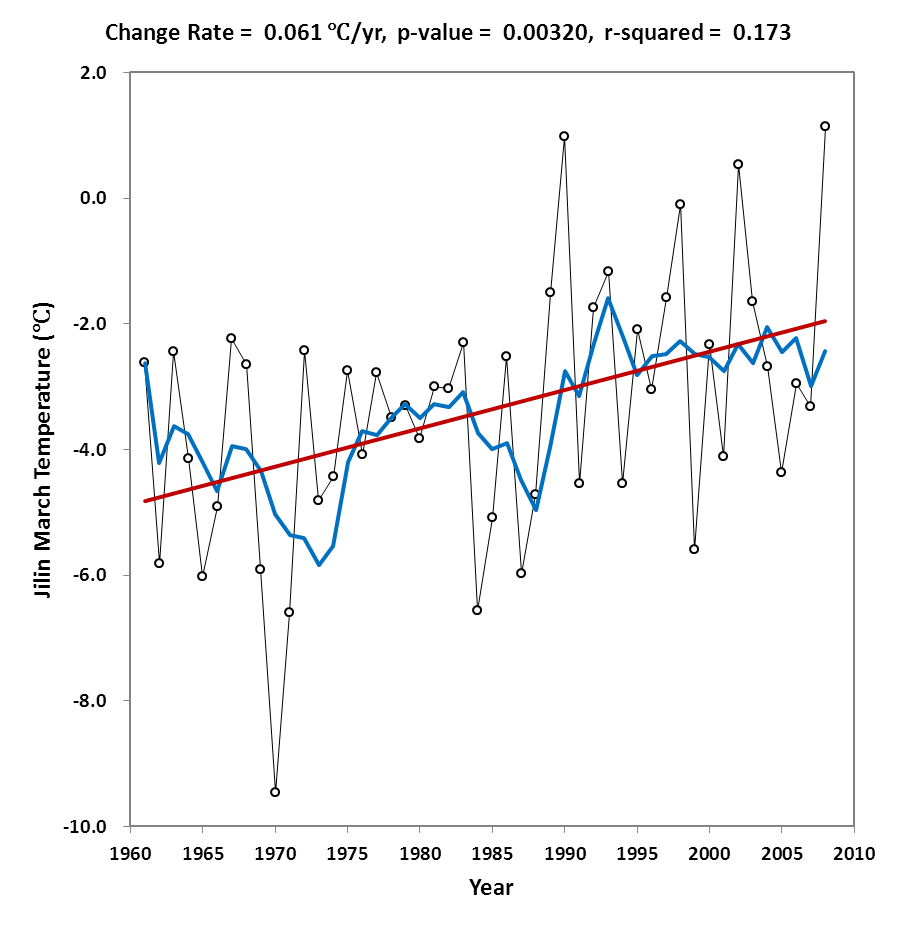 Change Rate = 0.061 ℃/yr, p-value = 0.00320, r-squared = 0.173
2.0
0.0
-2.0
-4.0
-6.0
-8.0
-10.0
Jilin March Temperature (℃)
1960 1965 1970 1975 1980 1985 1990 1995 2000 2005 2010
Year